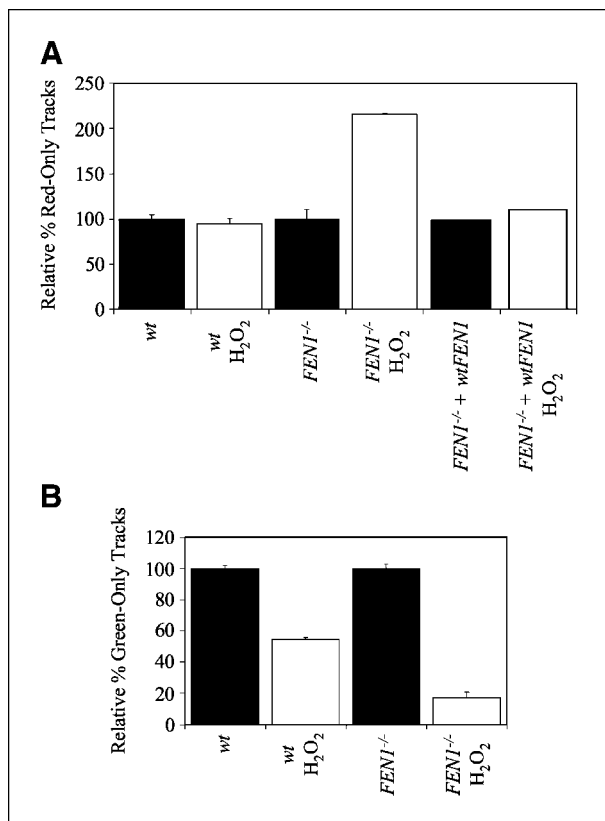 A
Relative % Red-Only Tracks
250
200
150
100
50
0
wt
wt
H2O2
FEN1-/-
FEN1-/-
H2O2
FEN1-/- + wtFEN1
FEN1-/- + wtFEN1
H2O2
B
Relative % Green-Only Tracks
120
100
80
60
40
20
0
wt
wt
H2O2
FEN1-/-
FEN1-/-
H2O2